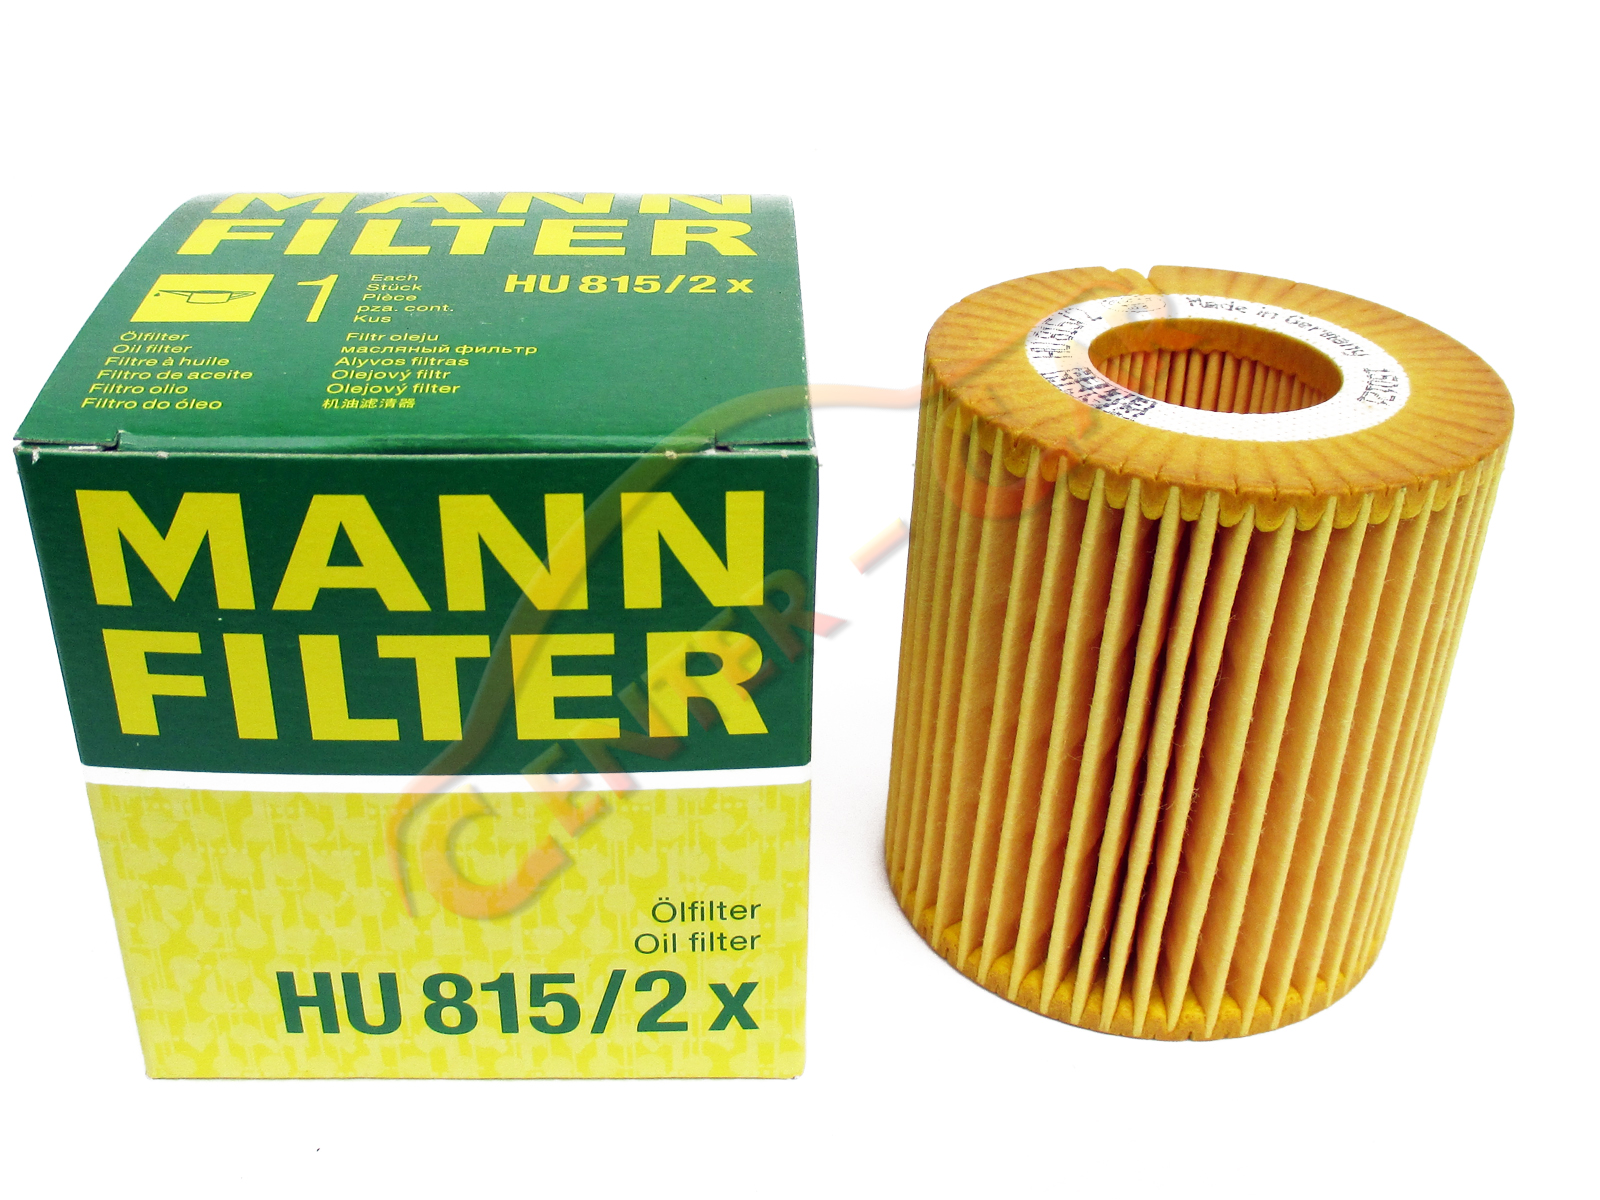 MANN
FILTER
1
Each
Stück
Pièce
pza. cont.
Kus
HU 815/2 x
Ölfilter
Oil filter
Filtre à huile
Filtro de aceite
Filtro olio
Filtro do óleo
Filtr oleju
масляный фильтр
Alyvos filtras
Olejový filtr
Olejový filter
机油滤清器
MANN
FILTER
Ölfilter
Oil filter
HU 815/2 x
Made in Germany
CENTER -